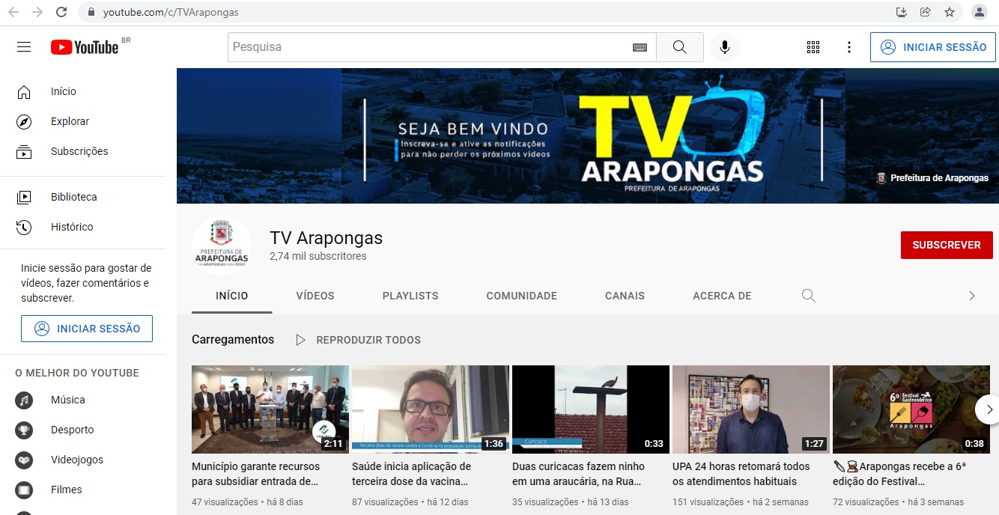 youtube.com/c/TVArapongas
YouTube BR
Pesquisa
INICIAR SESSÃO
Início
Explorar
Subscrições
Biblioteca
Histórico
Inicie sessão para gostar de
vídeos, fazer comentários e
subscrever.
INICIAR SESSÃO
O MELHOR DO YOUTUBE
Música
Desporto
Videojogos
Filmes
SEJA BEM VINDO
Inscreva-se e ative as notificações
para não perder os próximos vídeos
TV
ARAPONGAS
PREFEITURA DE ARAPONGAS
Prefeitura de Arapongas
PREFEITURA DE
ARAPONGAS
TV Arapongas
2,74 mil subscritores
SUBSCREVER
INÍCIO VÍDEOS PLAYLISTS COMUNIDADE CANAIS ACERCA DE
Carregamentos REPRODUZIR TODOS
2:11
Município garante recursos
para subsidiar entrada de...
47 visualizações • há 8 dias
Terceira dose da vacina contra a Covid-19 na população acima d
1:36
Saúde inicia aplicação de
terceira dose da vacina...
87 visualizações • há 12 dias
Curicaca
0:33
Duas curicacas fazem ninho
em uma araucária, na Rua...
35 visualizações • há 13 dias
1:27
UPA 24 horas retomará todos
os atendimentos habituais
151 visualizações • há 2 semanas
6º Festival
Gastronômico
Arapongas
0:38
Arapongas recebe a 6ª
edição do Festival...
72 visualizações • há 3 semanas